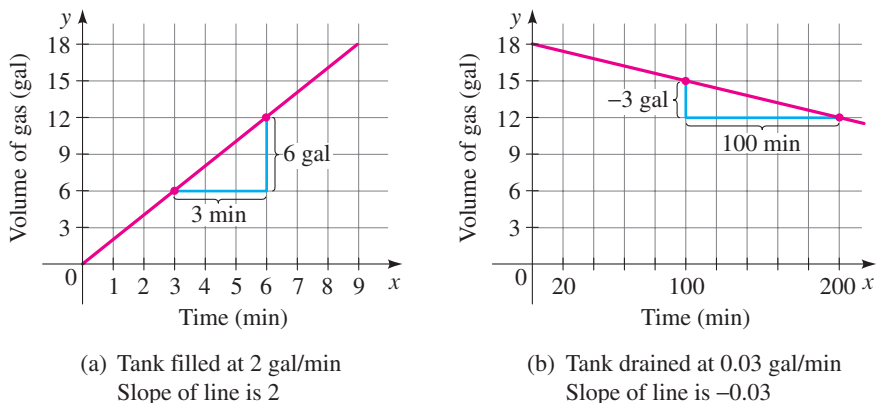 y
18
15
12
9
6
3
0
Volume of gas (gal)
6 gal
3 min
1 2 3 4 5 6 7 8 9 x
Time (min)
(a) Tank filled at 2 gal/min
Slope of line is 2
y
18
15
12
9
6
3
0
Volume of gas (gal)
−3 gal
100 min
20 100 200 x
Time (min)
(b) Tank drained at 0.03 gal/min
Slope of line is −0.03